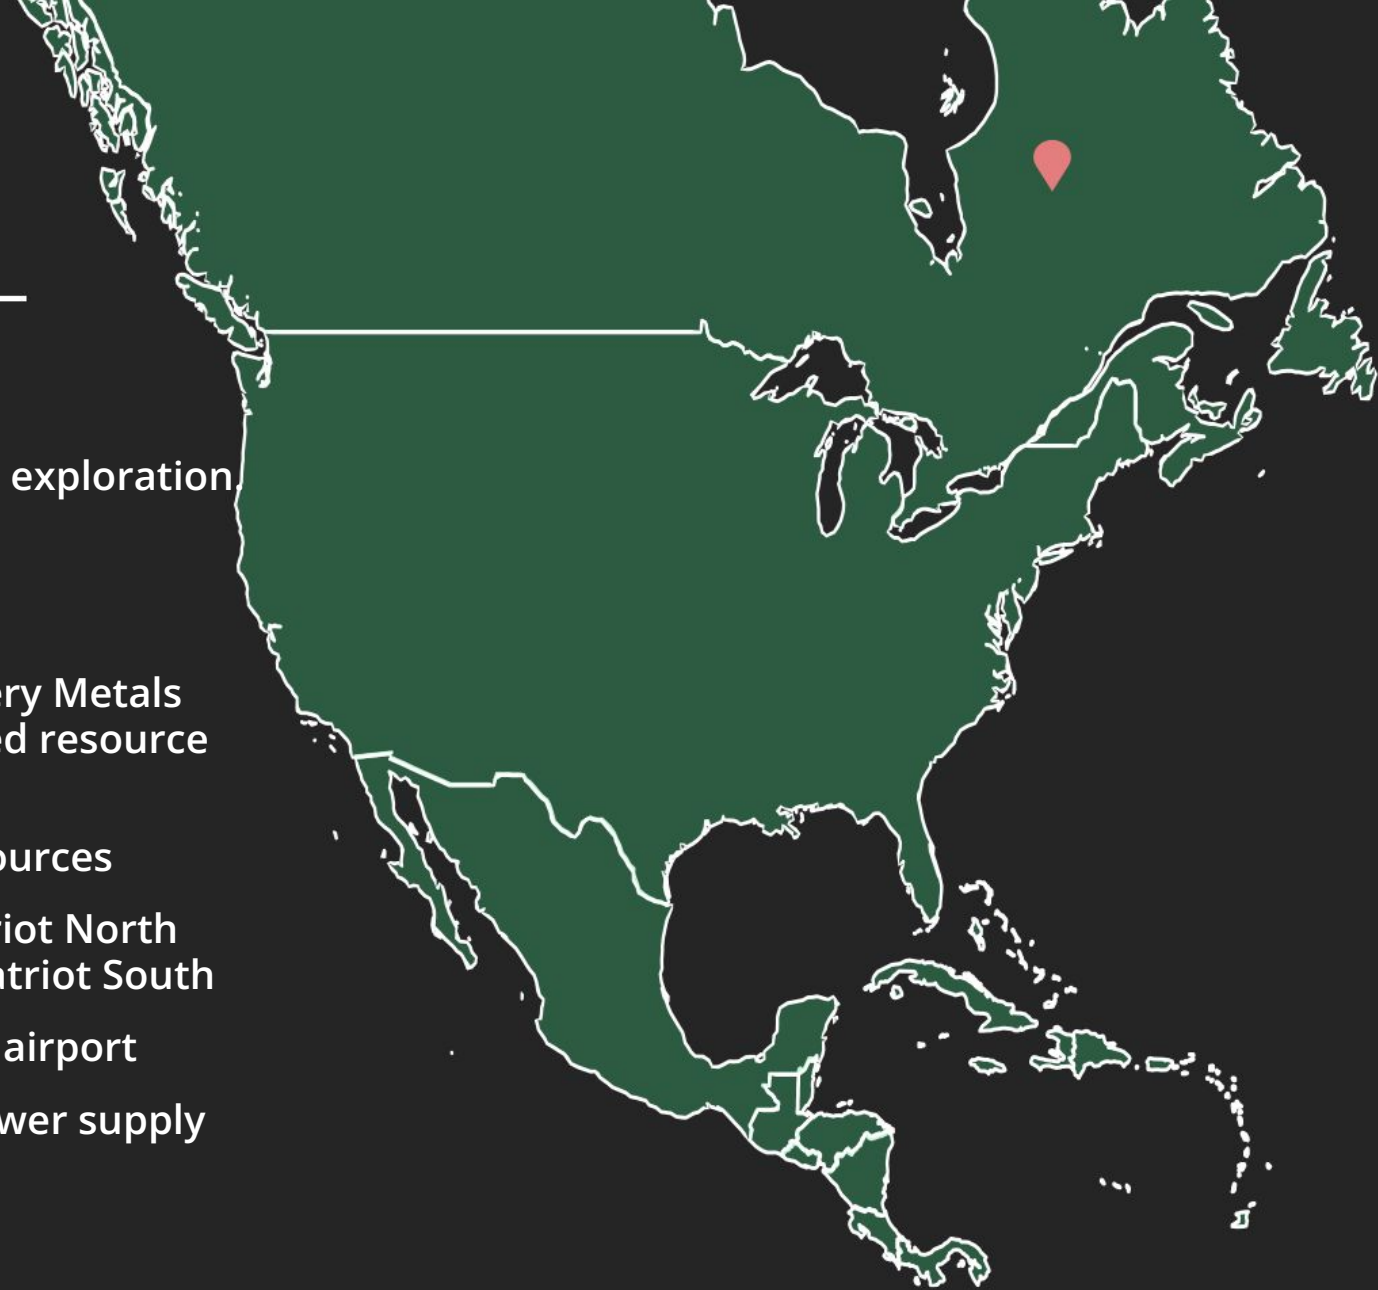 exploration,
ery Metals
ed resource
ources
riot North
atriot South
airport
wer supply